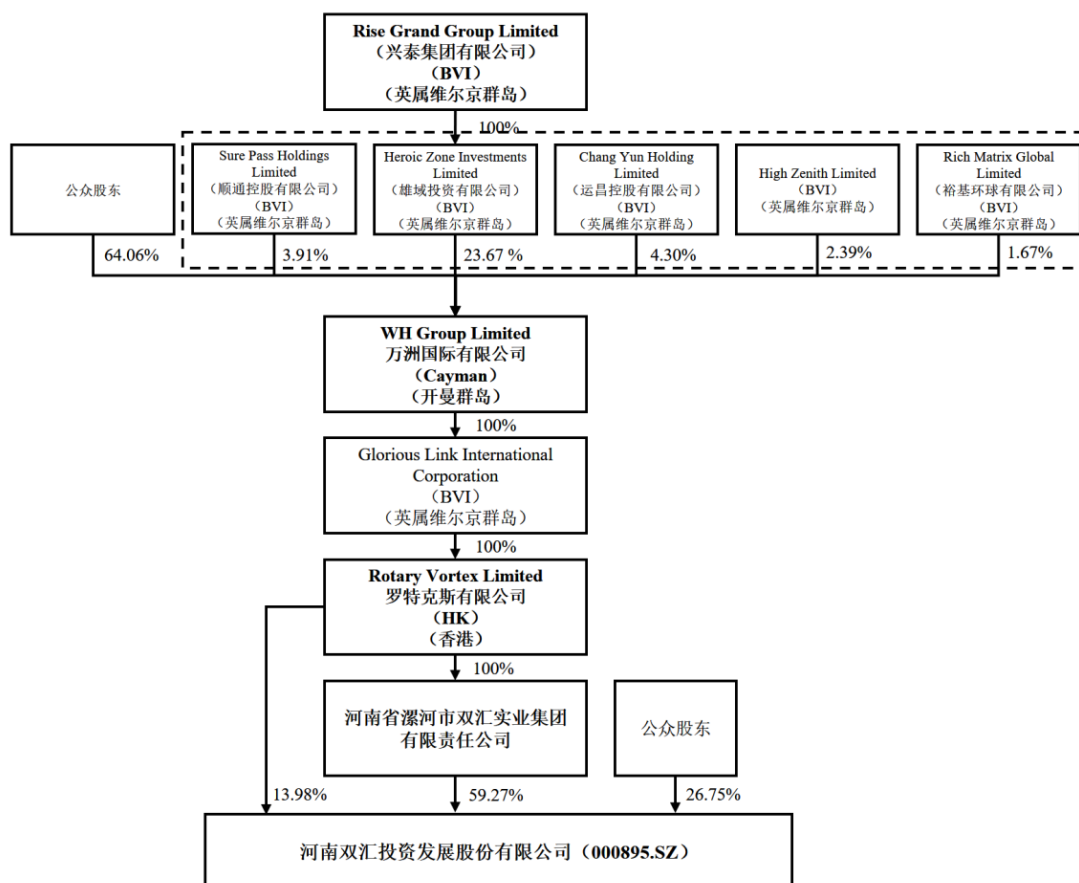 Rise Grand Group Limited
（兴泰集团有限公司）
（BVI）
（英属维尔京群岛）
100%
公众股东
Sure Pass Holdings
Limited
（顺通控股有限公司）
（BVI）
（英属维尔京群岛）
Heroic Zone Investments
Limited
（雄域投资有限公司）
（BVI）
（英属维尔京群岛）
Chang Yun Holding
Limited
（运昌控股有限公司）
（BVI）
（英属维尔京群岛）
High Zenith Limited
（BVI）
（英属维尔京群岛）
Rich Matrix Global
Limited
（裕基环球有限公司）
（BVI）
（英属维尔京群岛）
64.06%
3.91%
23.67 %
4.30%
2.39%
1.67%
WH Group Limited
万洲国际有限公司
（Cayman）
（开曼群岛）
100%
Glorious Link International
Corporation
（BVI）
（英属维尔京群岛）
100%
Rotary Vortex Limited
罗特克斯有限公司
（HK）
（香港）
100%
河南省漯河市双汇实业集团
有限责任公司
公众股东
13.98%
59.27%
26.75%
河南双汇投资发展股份有限公司（000895.SZ）